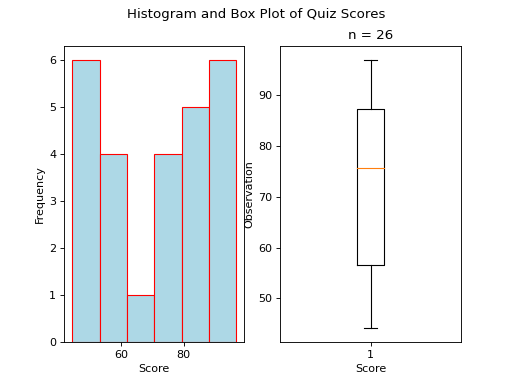 Histogram and Box Plot of Quiz Scores
n = 26
6
5
4
3
2
1
0
Frequency
60 80
Score
90
80
70
60
50
Observation
1
Score